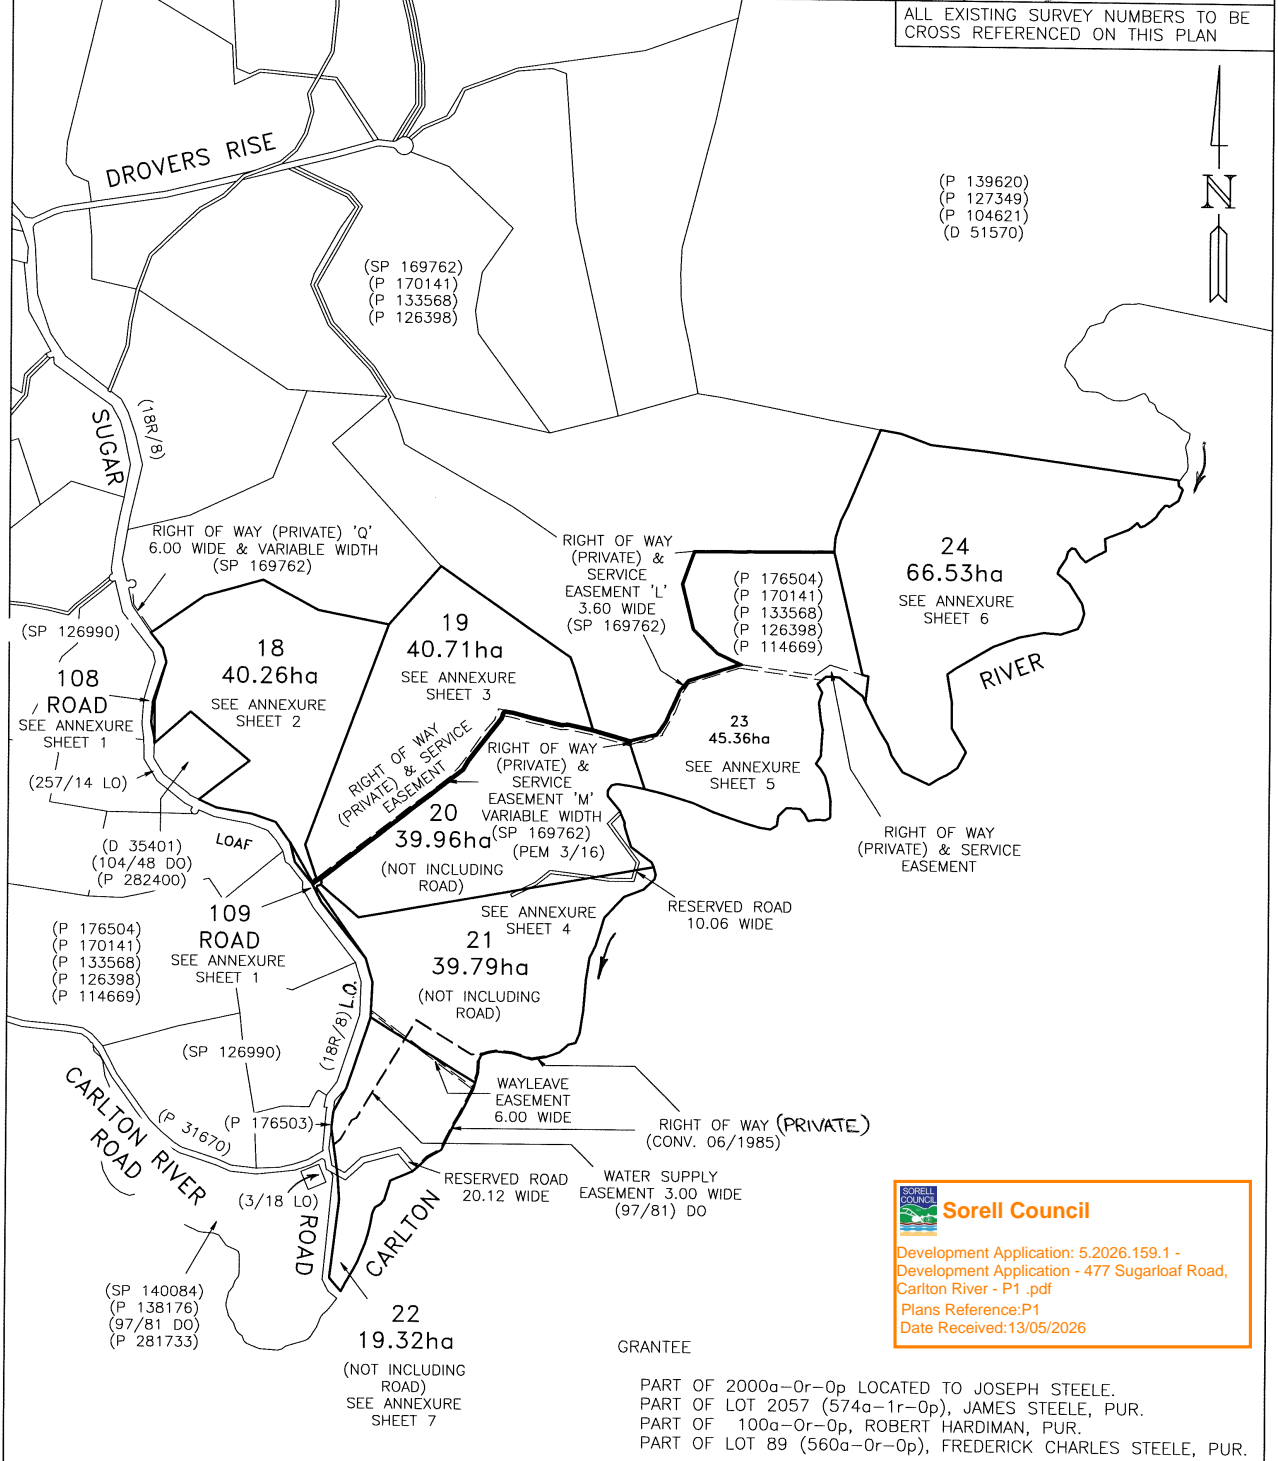 ALL EXISTING SURVEY NUMBERS TO BE
CROSS REFERENCED ON THIS PLAN
N
DROVERS RISE
(P 139620)
(P 127349)
(P 104621)
(D 51570)
(SP 169762)
(P 170141)
(P 133568)
(P 126398)
SUGAR
(18R/8)
RIGHT OF WAY (PRIVATE) 'Q'
6.00 WIDE & VARIABLE WIDTH
(SP 169762)
RIGHT OF WAY
(PRIVATE) &
SERVICE
EASEMENT 'L'
3.60 WIDE
(SP 169762)
(P 176504)
(P 170141)
(P 133568)
(P 126398)
(P 114669)
24
66.53ha
SEE ANNEXURE
SHEET 6
RIVER
(SP 126990)
108
ROAD
SEE ANNEXURE
SHEET 1
(257/14 LO)
18
40.26ha
SEE ANNEXURE
SHEET 2
19
40.71ha
SEE ANNEXURE
SHEET 3
RIGHT OF WAY
(PRIVATE) & SERVICE
EASEMENT
RIGHT OF WAY
(PRIVATE) &
SERVICE
EASEMENT 'M'
VARIABLE WIDTH
(SP 169762)
(PEM 3/16)
23
45.36ha
SEE ANNEXURE
SHEET 5
RIGHT OF WAY
(PRIVATE) & SERVICE
EASEMENT
20
39.96ha
(NOT INCLUDING
ROAD)
SEE ANNEXURE
SHEET 4
RESERVED ROAD
10.06 WIDE
LOAF
(D 35401)
(104/48 DO)
(P 282400)
109
ROAD
SEE ANNEXURE
SHEET 1
(P 176504)
(P 170141)
(P 133568)
(P 126398)
(P 114669)
21
39.79ha
(NOT INCLUDING
ROAD)
(18R/8) L.O.
(SP 126990)
WAYLEAVE
EASEMENT
6.00 WIDE
RIGHT OF WAY (PRIVATE)
(CONV. 06/1985)
CARLTON RIVER
ROAD
(P 31670)
(P 176503)
(3/18 LO)
RESERVED ROAD
20.12 WIDE
WATER SUPPLY
EASEMENT 3.00 WIDE
(97/81) DO
ROAD
CARLTON
(SP 140084)
(P 138176)
(97/81 DO)
(P 281733)
22
19.32ha
(NOT INCLUDING
ROAD)
SEE ANNEXURE
SHEET 7
SORELL
COUNCIL
Sorell Council
Development Application: 5.2026.159.1 -
Development Application - 477 Sugarloaf Road,
Carlton River - P1 .pdf
Plans Reference:P1
Date Received:13/05/2026
GRANTEE
PART OF 2000a-0r-0p LOCATED TO JOSEPH STEELE.
PART OF LOT 2057 (574a-1r-0p), JAMES STEELE, PUR.
PART OF 100a-0r-0p, ROBERT HARDIMAN, PUR.
PART OF LOT 89 (560a-0r-0p), FREDERICK CHARLES STEELE, PUR.